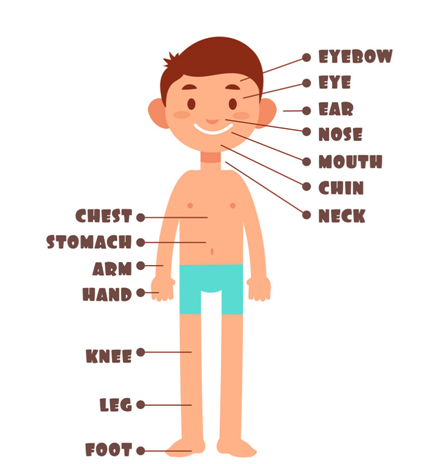 EYEBOW
EYE
EAR
NOSE
MOUTH
CHIN
NECK
CHEST
STOMACH
ARM
HAND
KNEE
LEG
FOOT